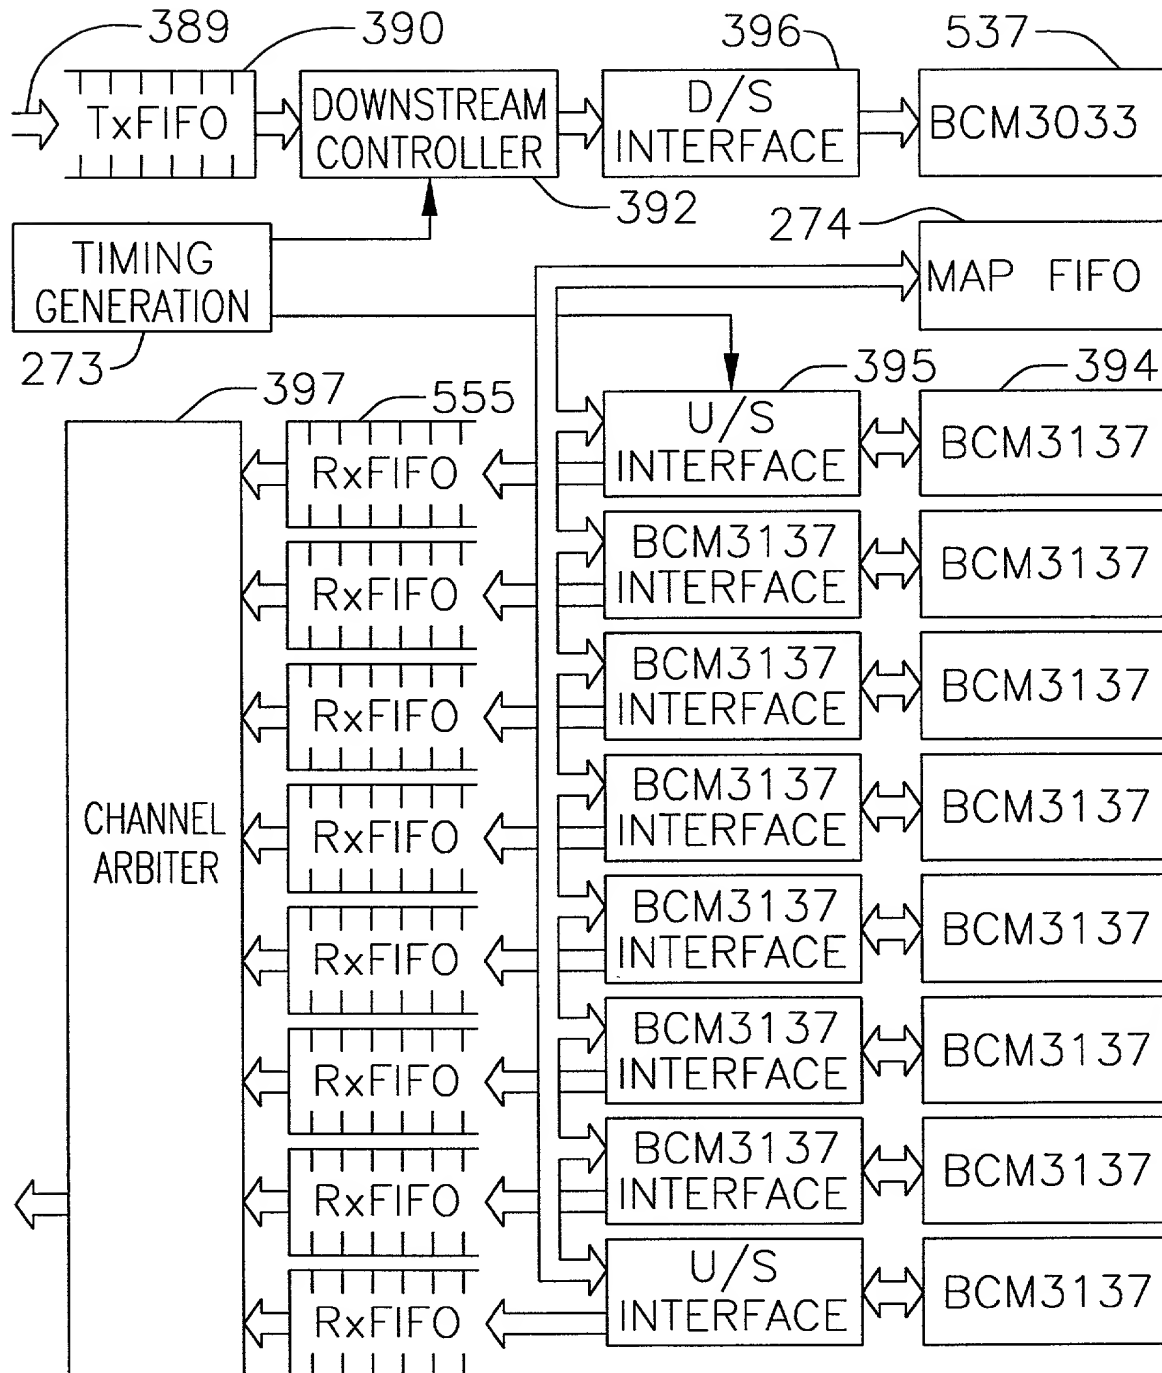 389
390
396
537
TxFIFO
DOWNSTREAM
CONTROLLER
D/S
INTERFACE
BCM3033
392
274
TIMING
GENERATION
MAP FIFO
273
397
555
395
394
RxFIFO
U/S
INTERFACE
BCM3137
RxFIFO
BCM3137
INTERFACE
BCM3137
RxFIFO
BCM3137
INTERFACE
BCM3137
CHANNEL
ARBITER
RxFIFO
BCM3137
INTERFACE
BCM3137
RxFIFO
BCM3137
INTERFACE
BCM3137
RxFIFO
BCM3137
INTERFACE
BCM3137
RxFIFO
BCM3137
INTERFACE
BCM3137
RxFIFO
U/S
INTERFACE
BCM3137